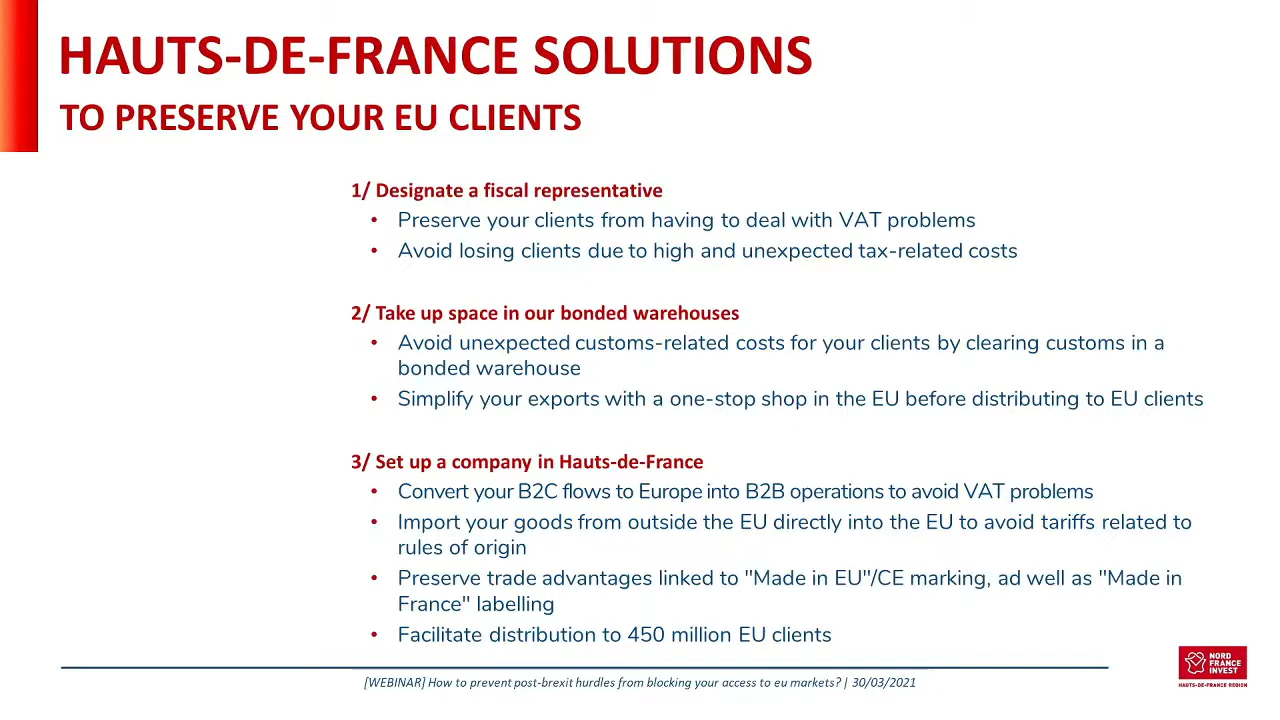 HAUTS-DE-FRANCE SOLUTIONS
TO PRESERVE YOUR EU CLIENTS
1/ Designate a fiscal representative
• Preserve your clients from having to deal with VAT problems
• Avoid losing clients due to high and unexpected tax-related costs
2/ Take up space in our bonded warehouses
• Avoid unexpected customs-related costs for your clients by clearing customs in a
bonded warehouse
• Simplify your exports with a one-stop shop in the EU before distributing to EU clients
3/ Set up a company in Hauts-de-France
• Convert your B2C flows to Europe into B2B operations to avoid VAT problems
• Import your goods from outside the EU directly into the EU to avoid tariffs related to
rules of origin
• Preserve trade advantages linked to "Made in EU"/CE marking, ad well as "Made in
France" labelling
• Facilitate distribution to 450 million EU clients
[WEBINAR] How to prevent post-brexit hurdles from blocking your access to eu markets? | 30/03/2021
NORD
FRANCE
INVEST
HAUTS-DE-FRANCE REGION